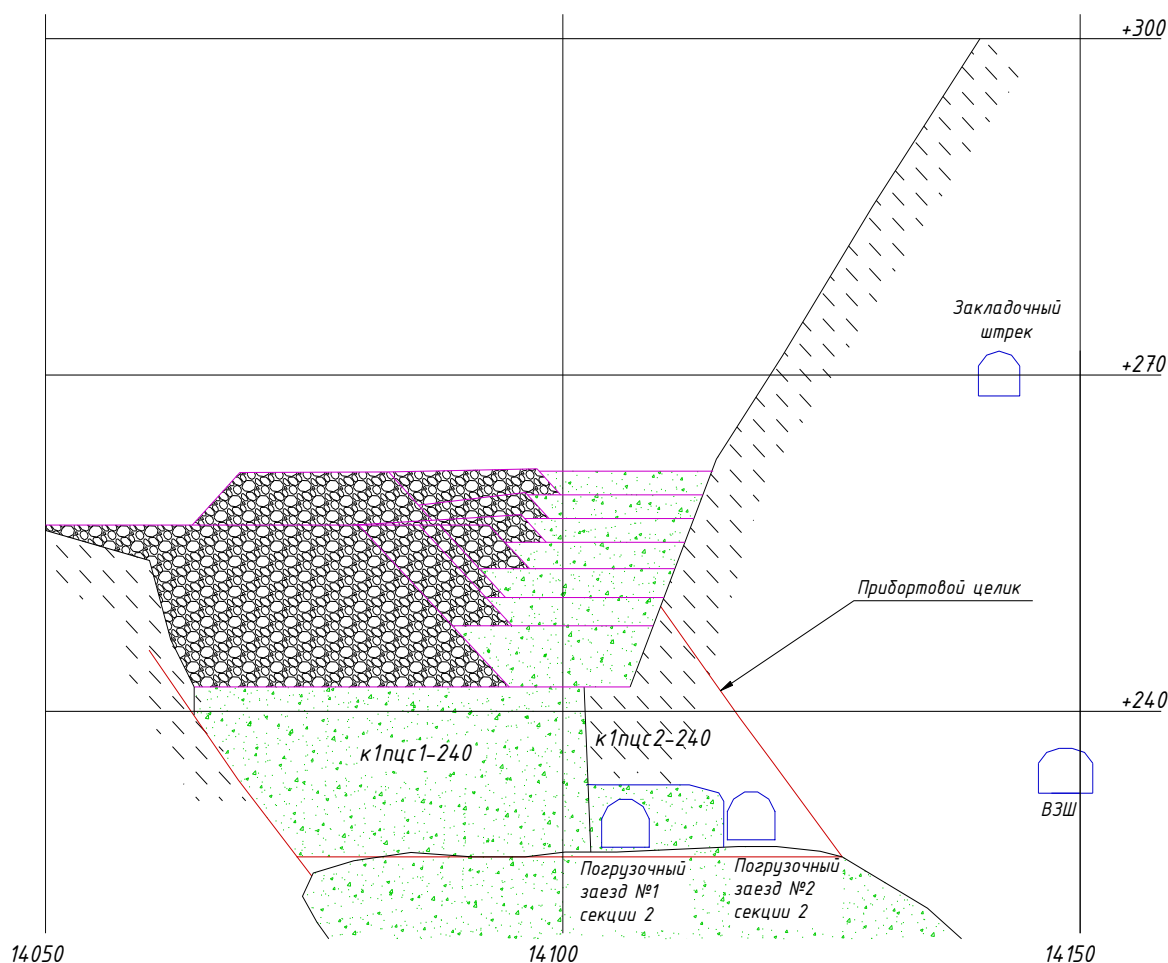 +300
Закладочный
штрек
+270
Прибортовой целик
+240
к1пцс1-240
к1пцс2-240
ВЗШ
Погрузочный
заезд №1
секции 2
Погрузочный
заезд №2
секции 2
14050
14100
14150